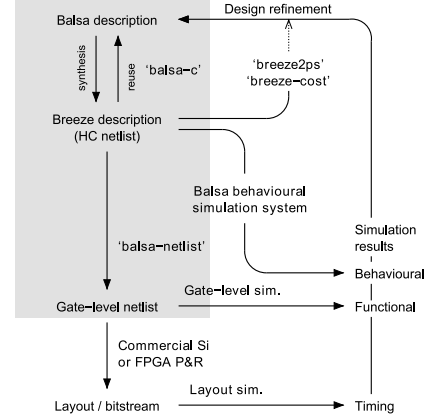 Design refinement
Balsa description
synthesis
reuse
‘balsa−c’
‘breeze2ps’
‘breeze−cost’
Breeze description
(HC netlist)
Balsa behavioural
simulation system
Simulation
results
‘balsa−netlist’
Behavioural
Gate−level sim.
Gate−level netlist
Functional
Commercial Si
or FPGA P&R
Layout sim.
Layout / bitstream
Timing